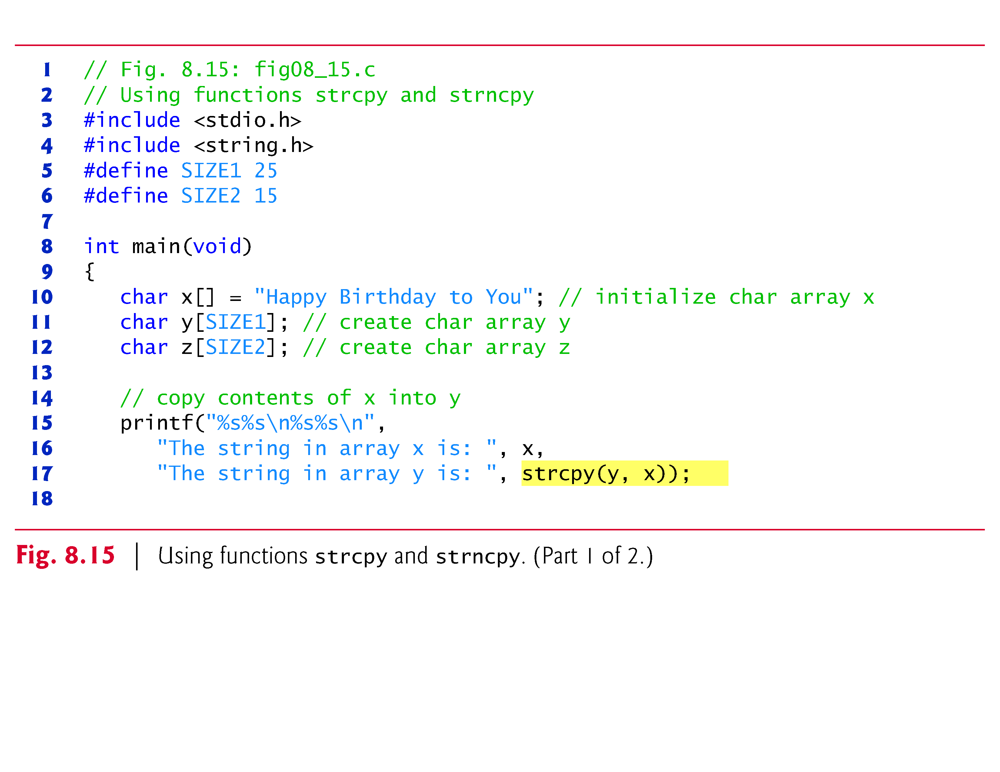 1 // Fig. 8.15: fig08_15.c
2 // Using functions strcpy and strncpy
3 #include <stdio.h>
4 #include <string.h>
5 #define SIZE1 25
6 #define SIZE2 15
7
8 int main(void)
9 {
10    char x[] = "Happy Birthday to You"; // initialize char array x
11    char y[SIZE1]; // create char array y
12    char z[SIZE2]; // create char array z
13
14    // copy contents of x into y
15    printf("%s%s\n%s%s\n",
16       "The string in array x is: ", x,
17       "The string in array y is: ", strcpy(y, x));
18
Fig. 8.15 | Using functions strcpy and strncpy. (Part 1 of 2.)